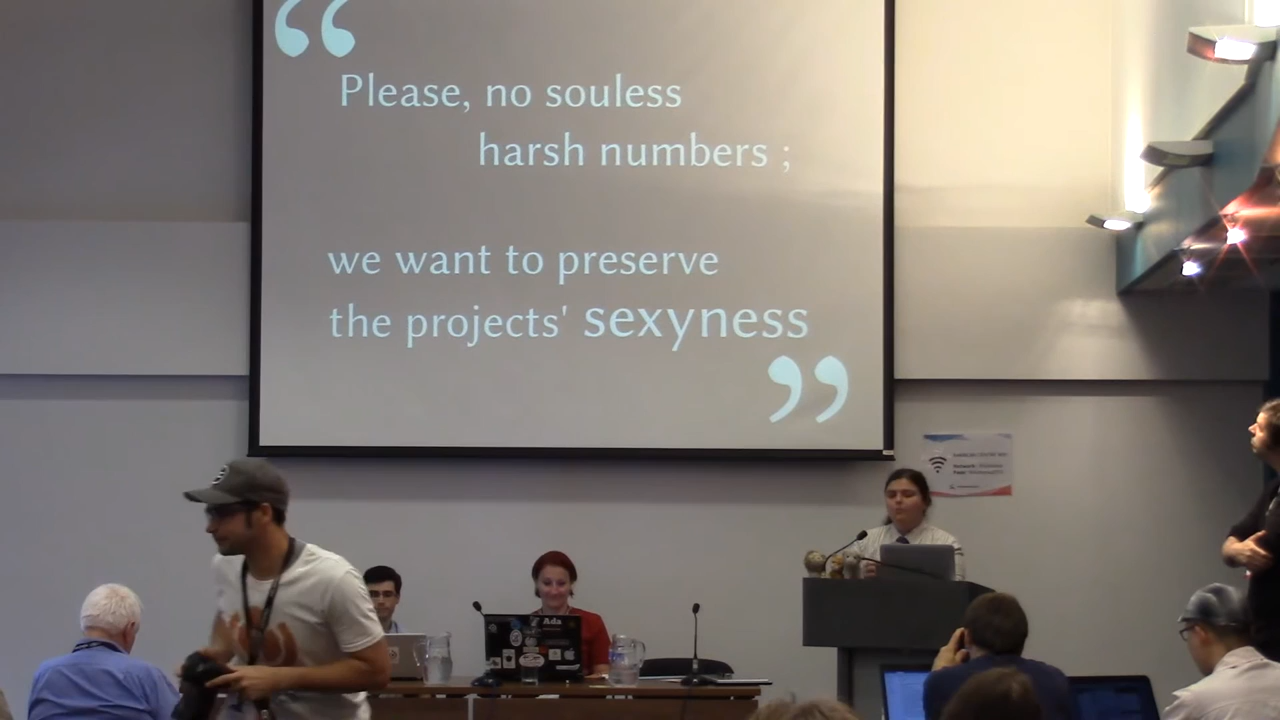 “
Please, no souless
harsh numbers ;
we want to preserve
the projects' sexyness
”
Ada